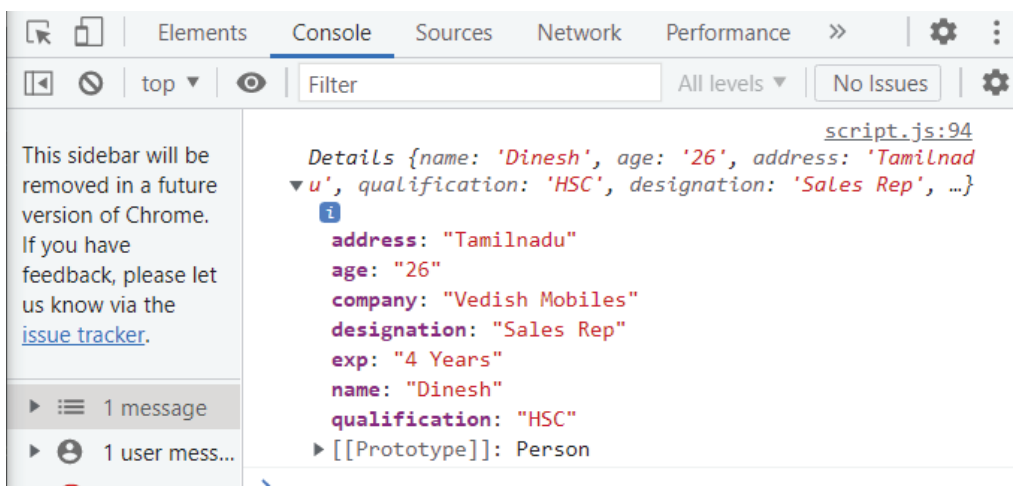 Elements Console Sources Network Performance »
top ▼ Filter All levels ▼ No Issues
This sidebar will be
removed in a future
version of Chrome.
If you have
feedback, please let
us know via the
issue tracker.
1 message
1 user mess...
script.js:94
Details {name: 'Dinesh', age: '26', address: 'Tamilnad
▼u', qualification: 'HSC', designation: 'Sales Rep', …}
i
address: "Tamilnadu"
age: "26"
company: "Vedish Mobiles"
designation: "Sales Rep"
exp: "4 Years"
name: "Dinesh"
qualification: "HSC"
▶[[Prototype]]: Person